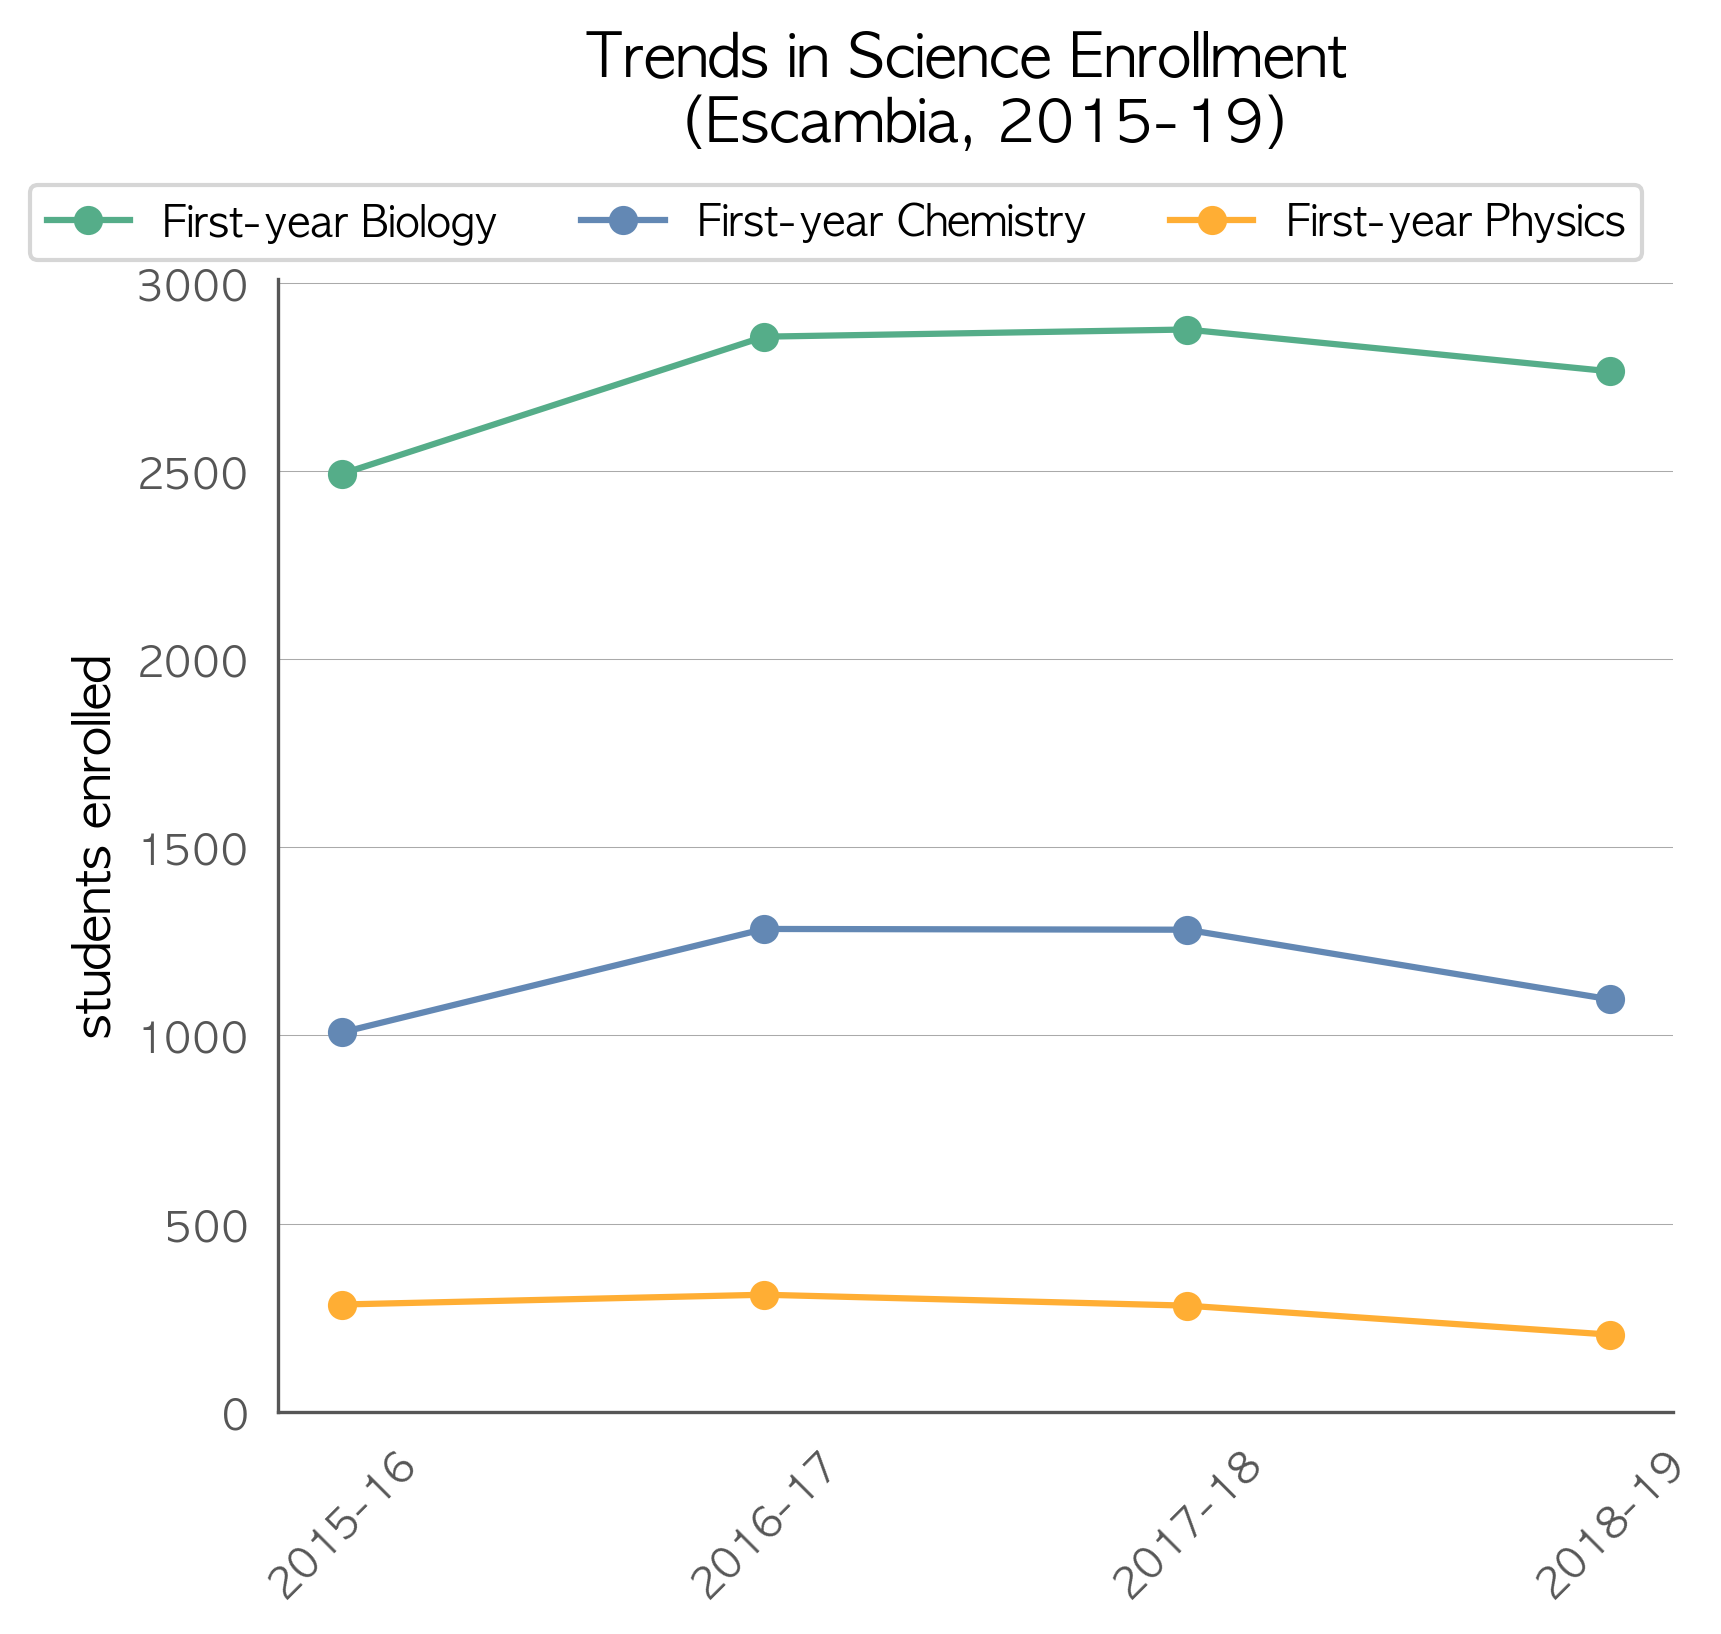 Trends in Science Enrollment
(Escambia, 2015-19)
First-year Biology
First-year Chemistry
First-year Physics
3000
2500
2000
1500
1000
500
0
students enrolled
2015-16
2016-17
2017-18
2018-19